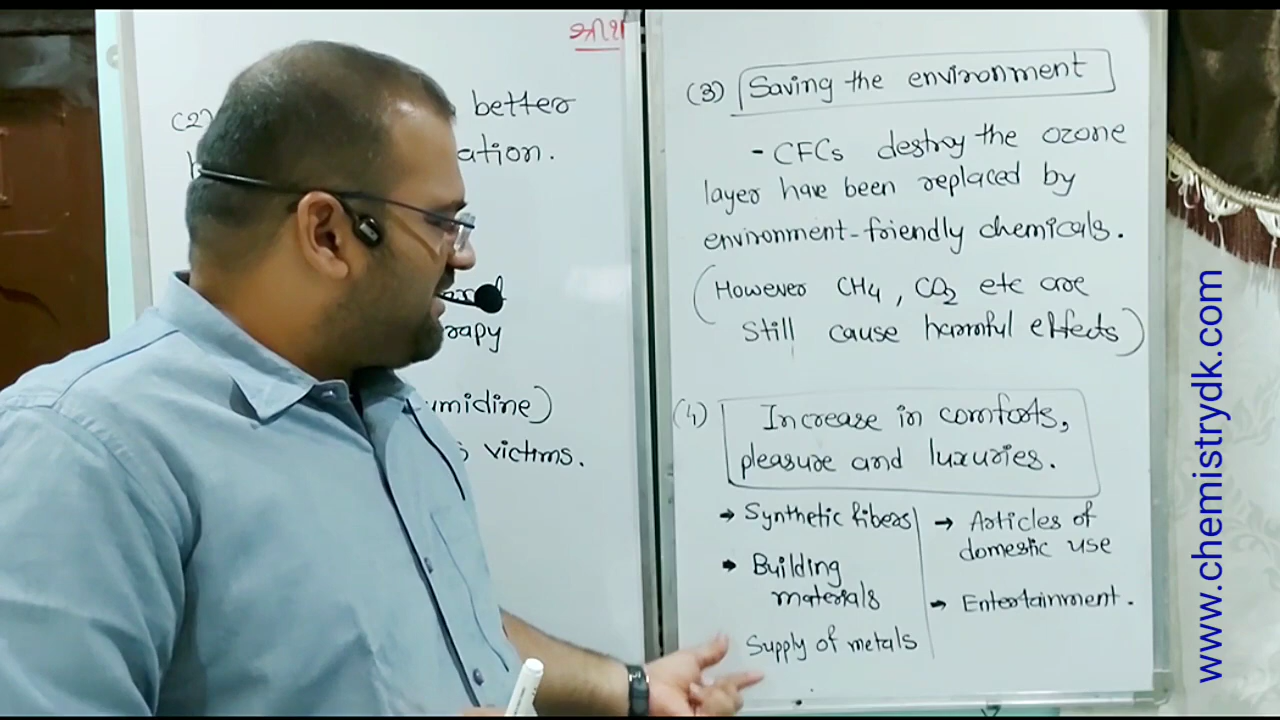 श्री
(2) better
ation.
rapy
umidine)
victims.
(3) Saving the environment
- CFCs destroy the ozone
layer have been replaced by
environment-friendly chemicals.
(However CH4, CO2 etc are
still cause harmful effects)
(4) Increase in comforts,
pleasure and luxuries.
→ Synthetic fibers
→ Building
materials
Supply of metals
→ Articles of
domestic use
→ Entertainment.
www.chemistrydk.com